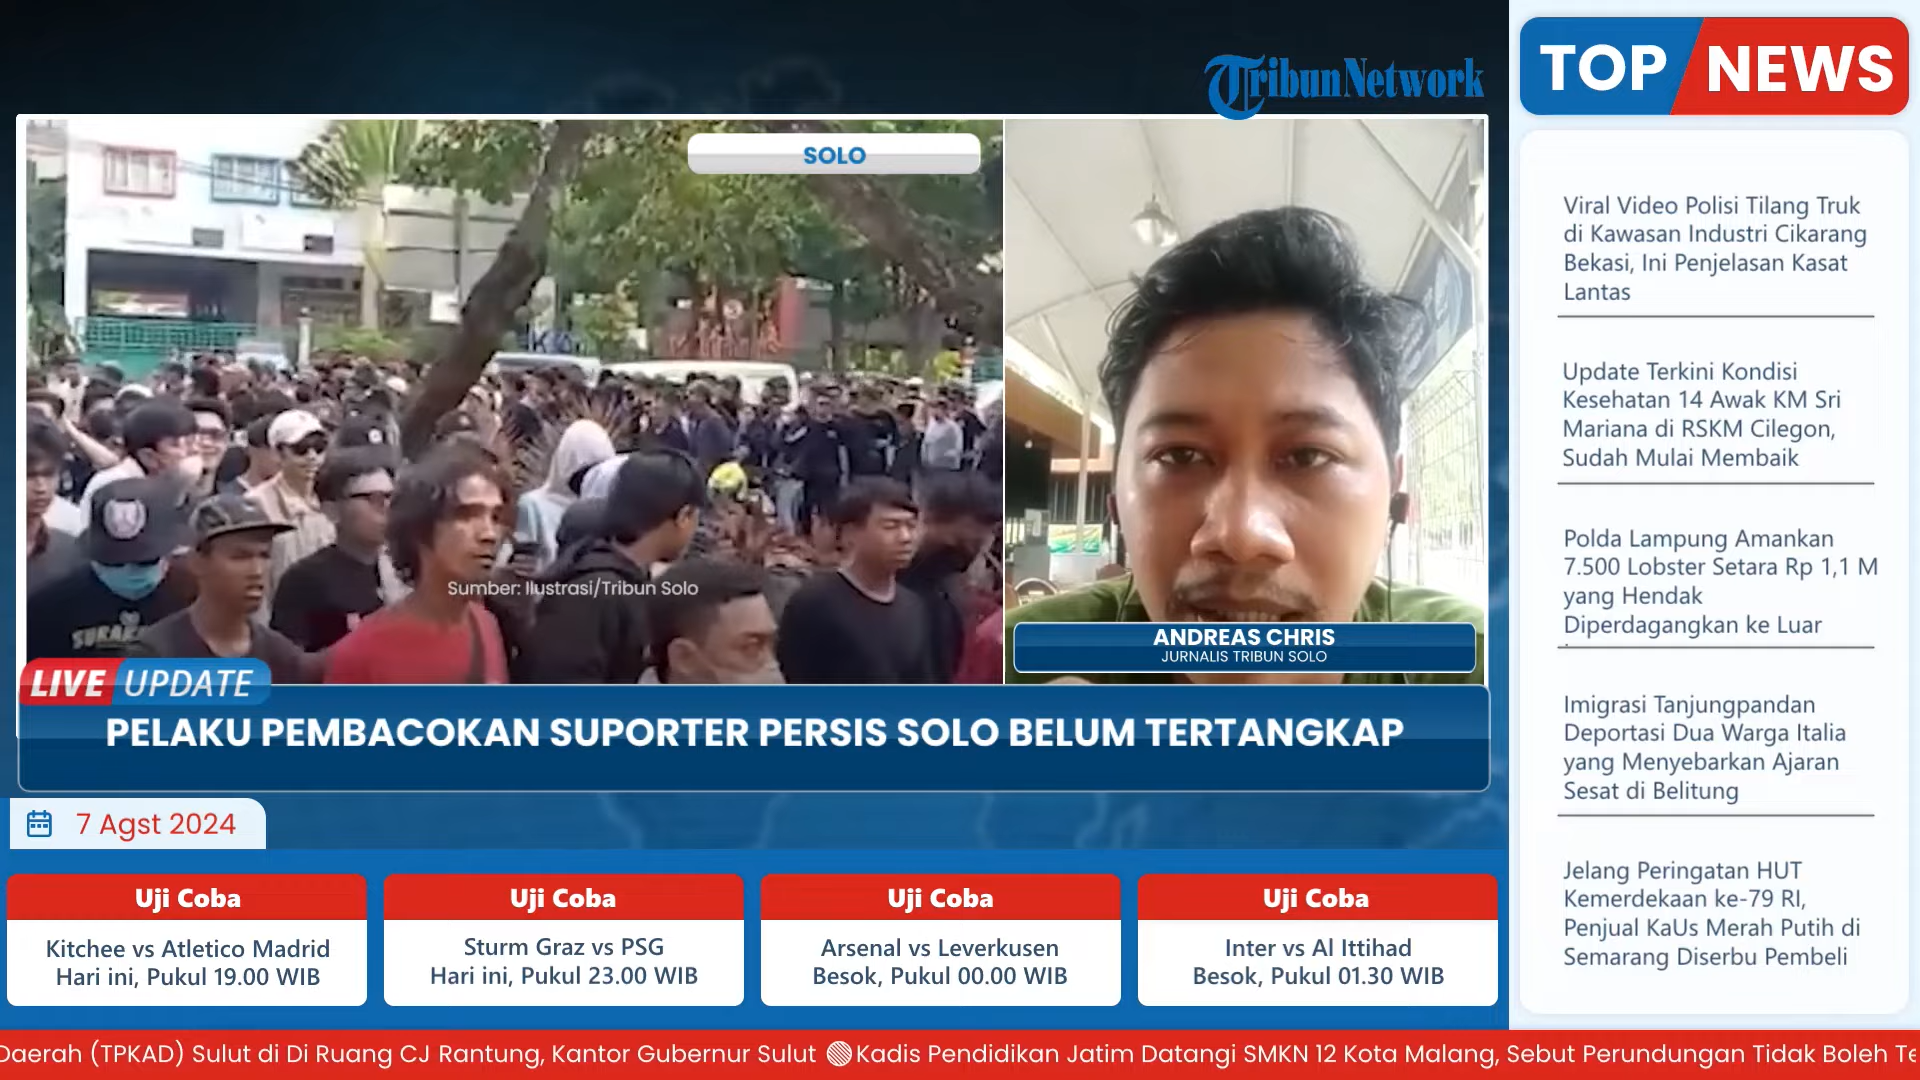 TribunNetwork
TOP NEWS
SOLO
Sumber: Ilustrasi/Tribun Solo
ANDREAS CHRIS
JURNALIS TRIBUN SOLO
LIVE UPDATE
PELAKU PEMBACOKAN SUPORTER PERSIS SOLO BELUM TERTANGKAP
7 Agst 2024
Uji Coba
Kitchee vs Atletico Madrid
Hari ini, Pukul 19.00 WIB
Uji Coba
Sturm Graz vs PSG
Hari ini, Pukul 23.00 WIB
Uji Coba
Arsenal vs Leverkusen
Besok, Pukul 00.00 WIB
Uji Coba
Inter vs Al Ittihad
Besok, Pukul 01.30 WIB
Viral Video Polisi Tilang Truk
di Kawasan Industri Cikarang
Bekasi, Ini Penjelasan Kasat
Lantas
Update Terkini Kondisi
Kesehatan 14 Awak KM Sri
Mariana di RSKM Cilegon,
Sudah Mulai Membaik
Polda Lampung Amankan
7.500 Lobster Setara Rp 1,1 M
yang Hendak
Diperdagangkan ke Luar
Imigrasi Tanjungpandan
Deportasi Dua Warga Italia
yang Menyebarkan Ajaran
Sesat di Belitung
Jelang Peringatan HUT
Kemerdekaan ke-79 RI,
Penjual KaUs Merah Putih di
Semarang Diserbu Pembeli
Daerah (TPKAD) Sulut di Di Ruang CJ Rantung, Kantor Gubernur Sulut Kadis Pendidikan Jatim Datangi SMKN 12 Kota Malang, Sebut Perundungan Tidak Boleh